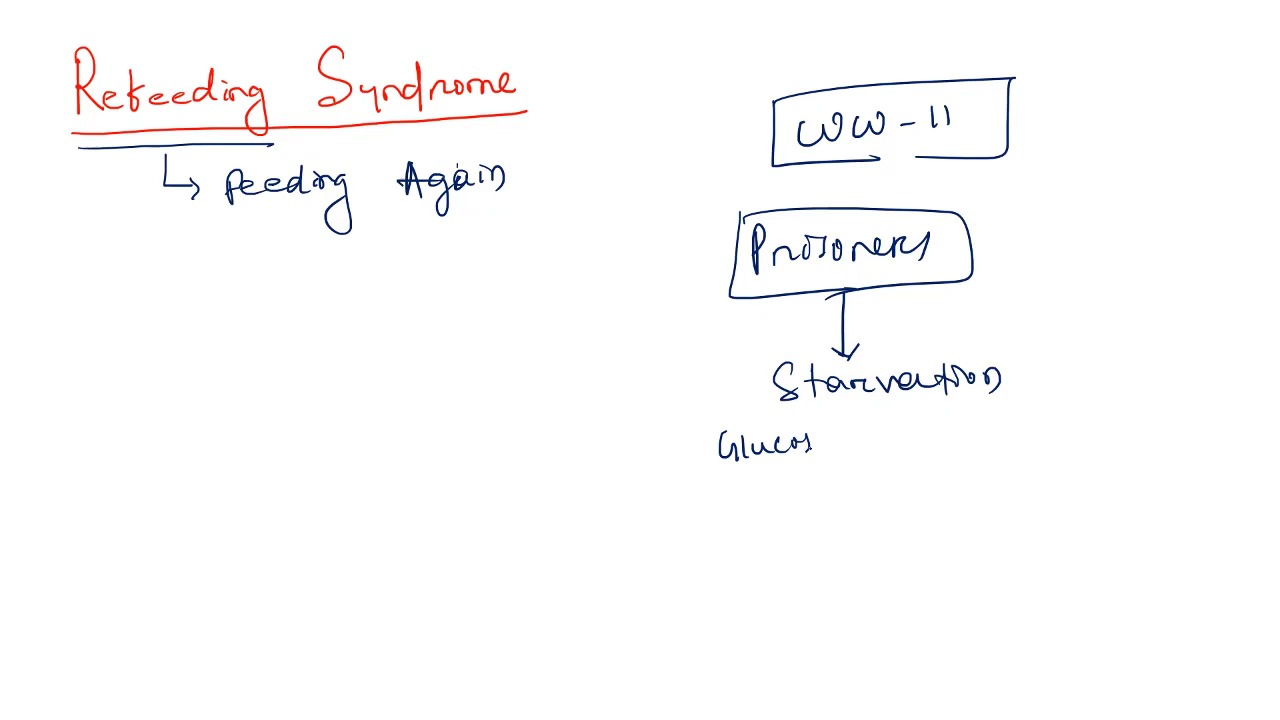 Refeeding Syndrome
↳ Feeding Again
WW-II
Prisoners
Starvation
Glucos